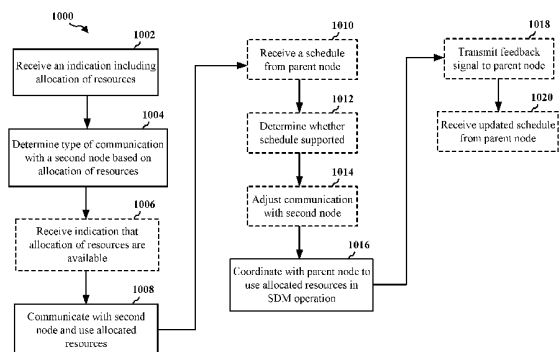 1000
1002
Receive an indication including
allocation of resources
1004
Determine type of communication
with a second node based on
allocation of resources
1006
Receive indication that
allocation of resources are
available
1008
Communicate with
second node and use allocated
resources
1010
Receive a schedule
from parent node
1012
Determine whether
schedule supported
1014
Adjust communication
with second node
1016
Coordinate with parent node to
use allocated resources in
SDM operation
1018
Transmit feedback
signal to parent node
1020
Receive updated schedule
from parent node